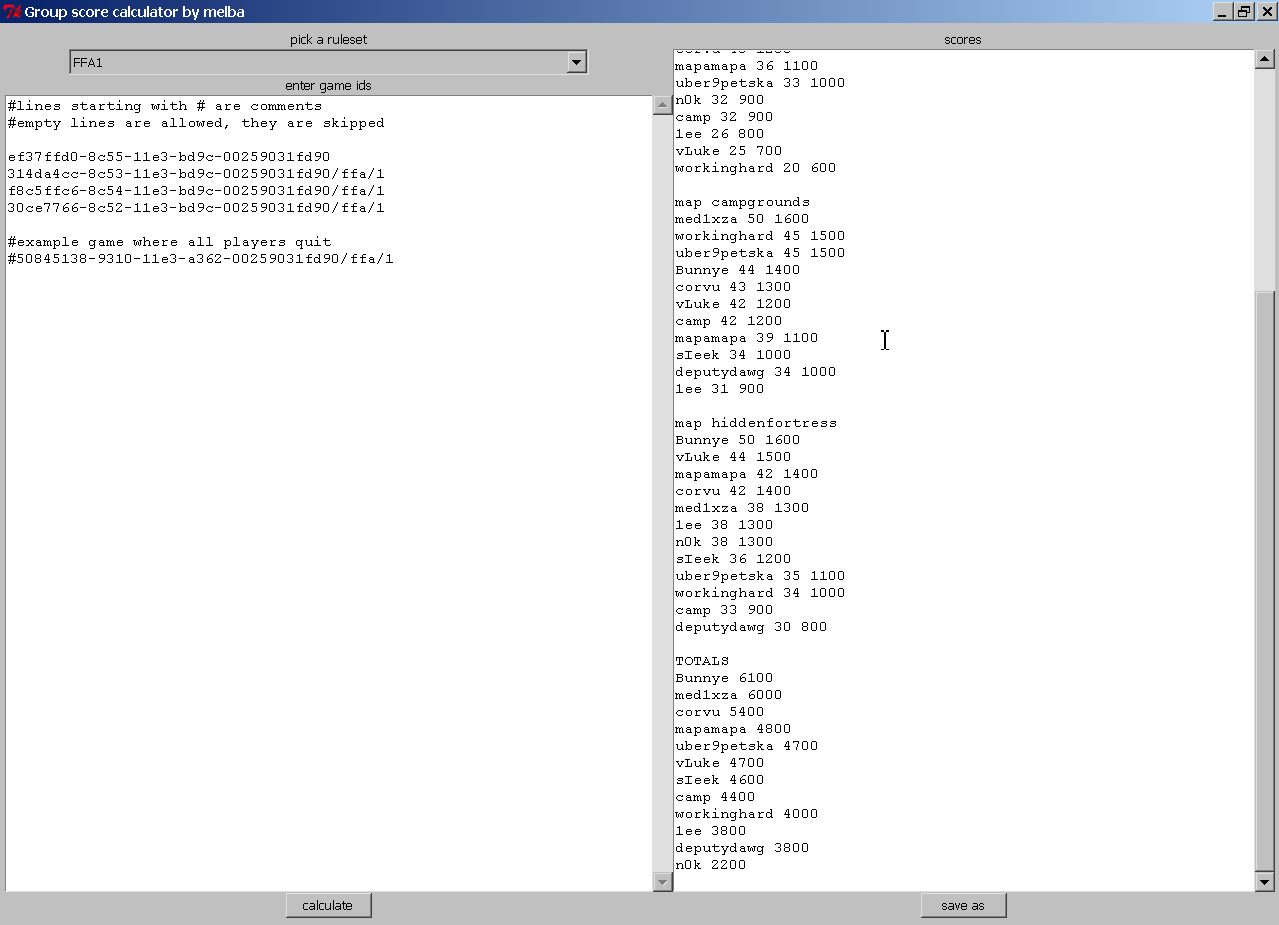 Group score calculator by melba
pick a ruleset
FFA1
enter game ids
#lines starting with # are comments
#empty lines are allowed, they are skipped
ef37ffd0-8c55-11e3-bd9c-00259031fd90
314da4cc-8c53-11e3-bd9c-00259031fd90/ffa/1
f8c5ffc6-8c54-11e3-bd9c-00259031fd90/ffa/1
30ce7766-8c52-11e3-bd9c-00259031fd90/ffa/1
#example game where all players quit
#50845138-9310-11e3-a362-00259031fd90/ffa/1
calculate
scores
mapamapa 36 1100
uber9petska 33 1000
n0k 32 900
camp 32 900
lee 26 800
vLuke 25 700
workinghard 20 600
map campgrounds
med1xza 50 1600
workinghard 45 1500
uber9petska 45 1500
Bunnye 44 1400
corvu 43 1300
vLuke 42 1200
camp 42 1200
mapamapa 39 1100
sIeek 34 1000
deputydawg 34 1000
lee 31 900
map hiddenfortress
Bunnye 50 1600
vLuke 44 1500
mapamapa 42 1400
corvu 42 1400
med1xza 38 1300
lee 38 1300
n0k 38 1300
sIeek 36 1200
uber9petska 35 1100
workinghard 34 1000
camp 33 900
deputydawg 30 800
TOTALS
Bunnye 6100
med1xza 6000
corvu 5400
mapamapa 4800
uber9petska 4700
vLuke 4700
sIeek 4600
camp 4400
workinghard 4000
lee 3800
deputydawg 3800
n0k 2200
save as